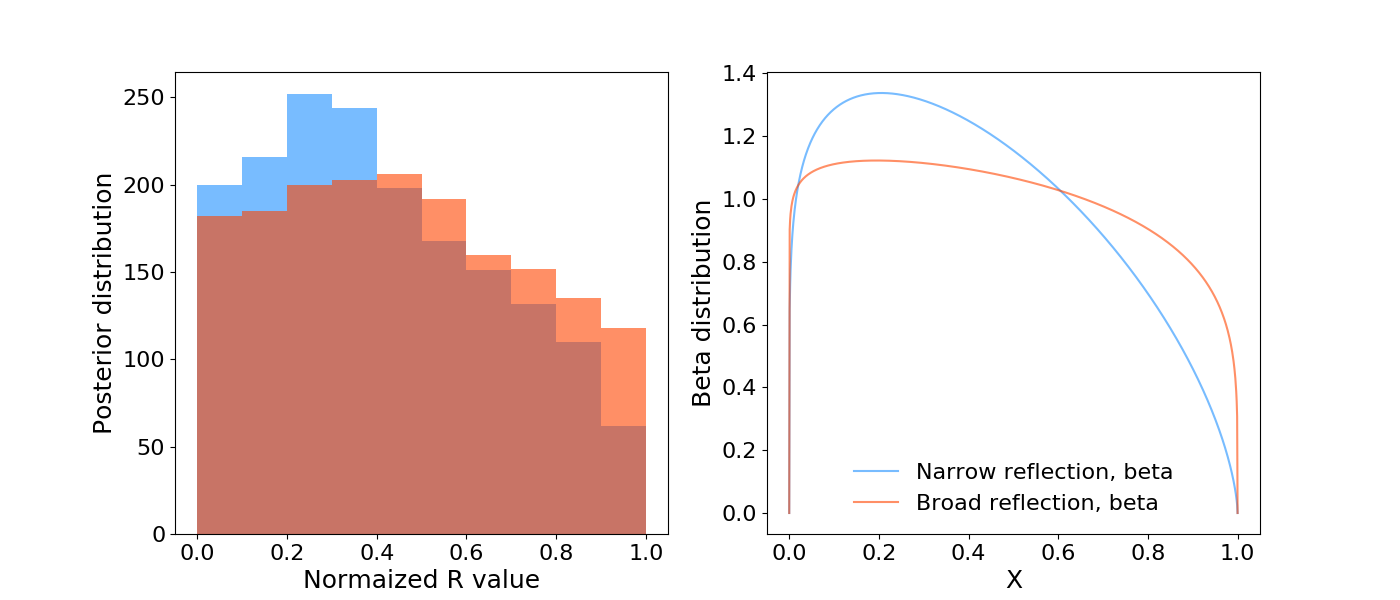 Posterior distribution
250
200
150
100
50
0
0.0 0.2 0.4 0.6 0.8 1.0
Normaized R value
Beta distribution
1.4
1.2
1.0
0.8
0.6
0.4
0.2
0.0
Narrow reflection, beta
Broad reflection, beta
0.0 0.2 0.4 0.6 0.8 1.0
X